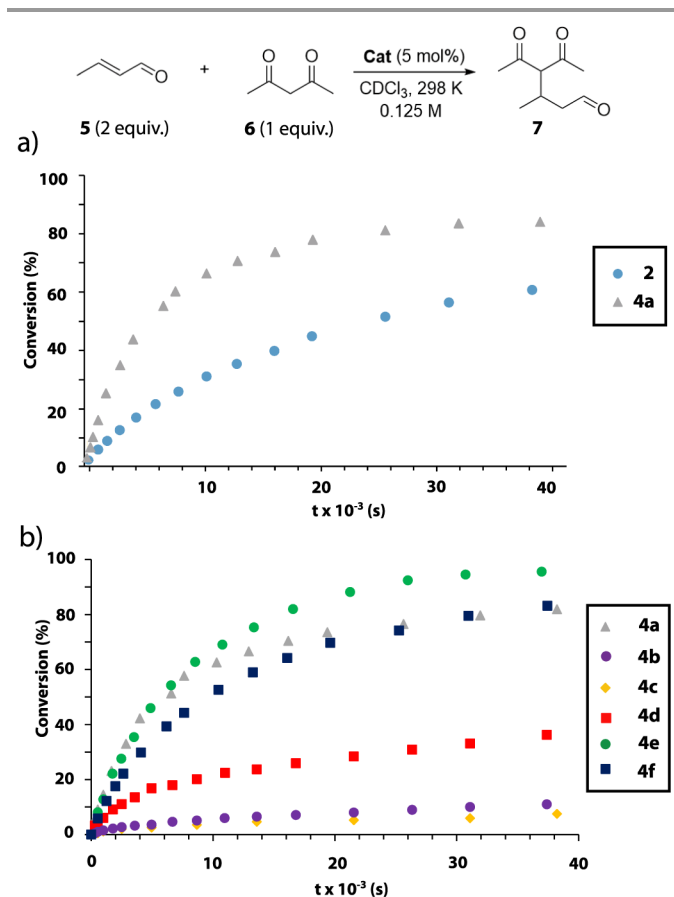 O
O
O
O
O
+
Cat (5 mol%)
CDCl₃, 298 K
0.125 M
O
5 (2 equiv.)
6 (1 equiv.)
7
a)
100
80
60
40
20
0
Conversion (%)
10
20
30
40
t x 10⁻³ (s)
2
4a
b)
100
80
60
40
20
0
Conversion (%)
0
10
20
30
40
t x 10⁻³ (s)
4a
4b
4c
4d
4e
4f